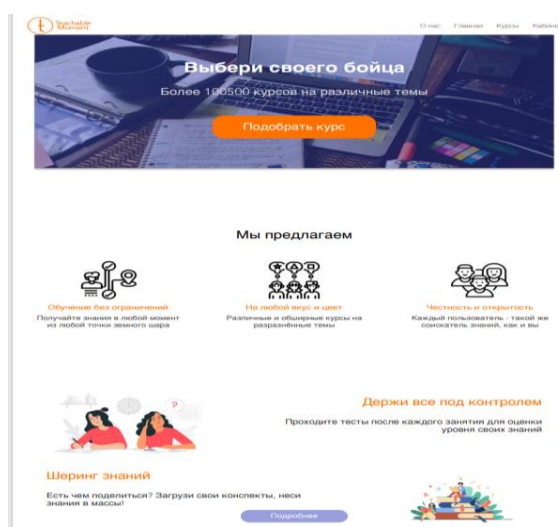 Teachable
Moment
О нас Главная Курсы Кабинет
Выбери своего бойца
Более 100500 курсов на различные темы
Подобрать курс
Мы предлагаем
Обучение без ограничений
Получайте знания в любой момент
из любой точки земного шара
На любой вкус и цвет
Различные и обширные курсы на
разразнённые темы
Честность и открытость
Каждый пользователь - такой же
соискатель знаний, как и вы
Держи все под контролем
Проходите тесты после каждого занятия для оценки
уровня своих знаний
Шеринг знаний
Есть чем поделиться? Загрузи свои конспекты, неси
знания в массы!
Подробнее